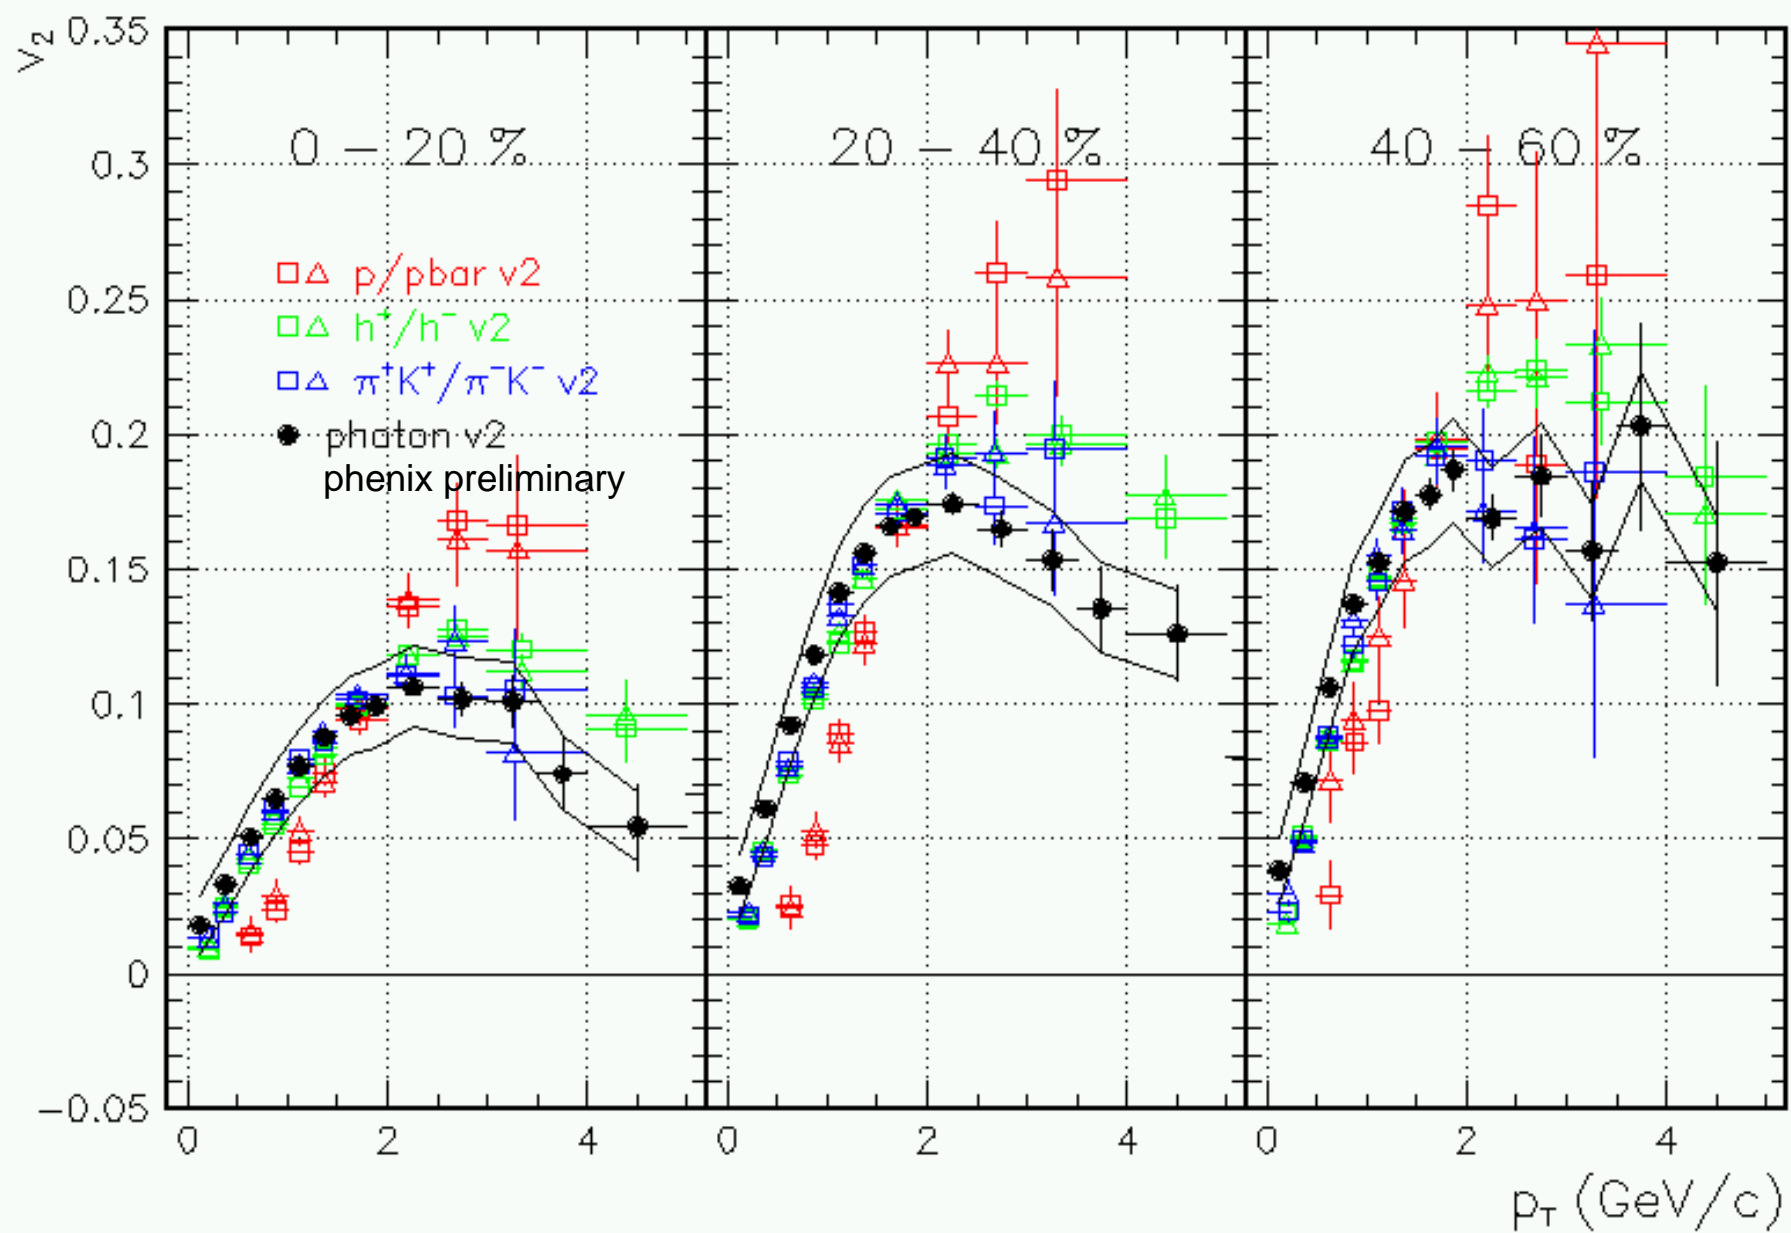 v₂
0.35
0.3
0.25
0.2
0.15
0.1
0.05
0
−0.05
0 − 20 %
20 − 40 %
40 − 60 %
p/pbar v2
h⁺/h⁻ v2
π⁺K⁺/π⁻K⁻ v2
photon v2
phenix preliminary
0 2 4
0 2 4
0 2 4
p_T (GeV/c)